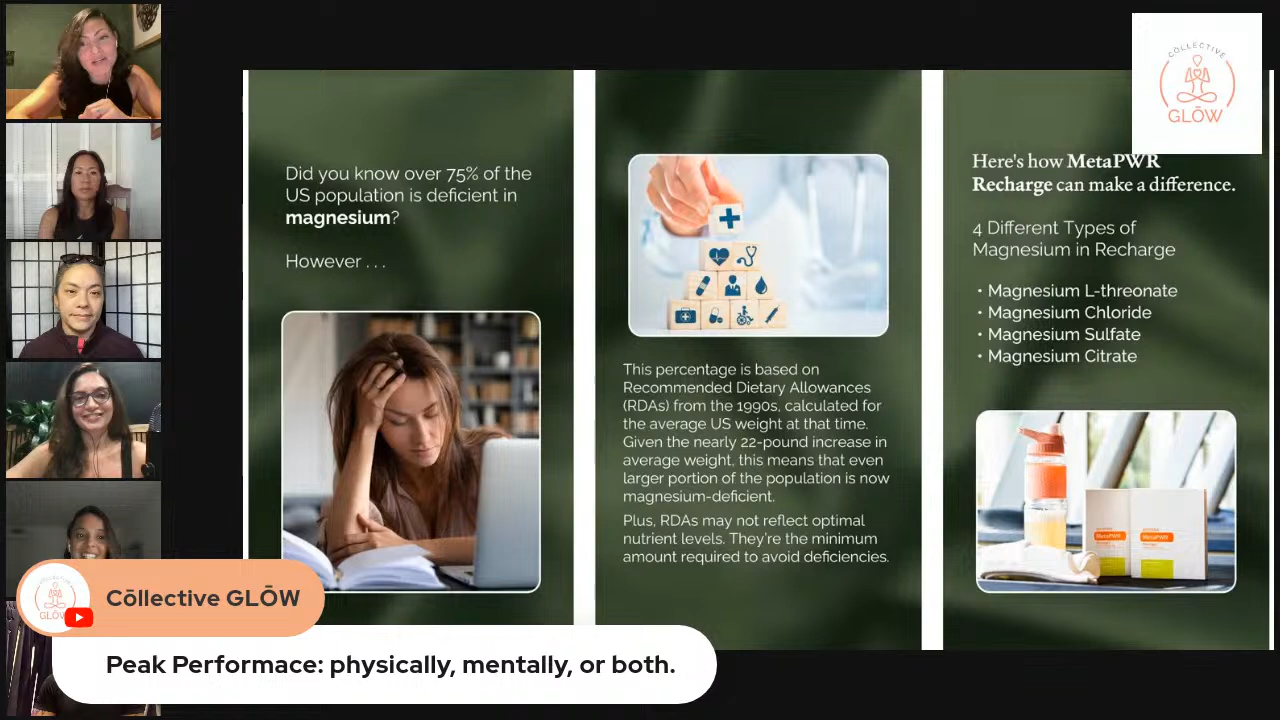 CŌLLECTIVE
GLŌW
Did you know over 75% of the
US population is deficient in
magnesium?
However . . .
This percentage is based on
Recommended Dietary Allowances
(RDAs) from the 1990s, calculated for
the average US weight at that time.
Given the nearly 22-pound increase in
average weight, this means that even
larger portion of the population is now
magnesium-deficient.
Plus, RDAs may not reflect optimal
nutrient levels. They're the minimum
amount required to avoid deficiencies.
Here's how MetaPWR
Recharge can make a difference.
4 Different Types of
Magnesium in Recharge
• Magnesium L-threonate
• Magnesium Chloride
• Magnesium Sulfate
• Magnesium Citrate
MetaPWR
MetaPWR
GLŌW
Cōllective GLŌW
Peak Performace: physically, mentally, or both.